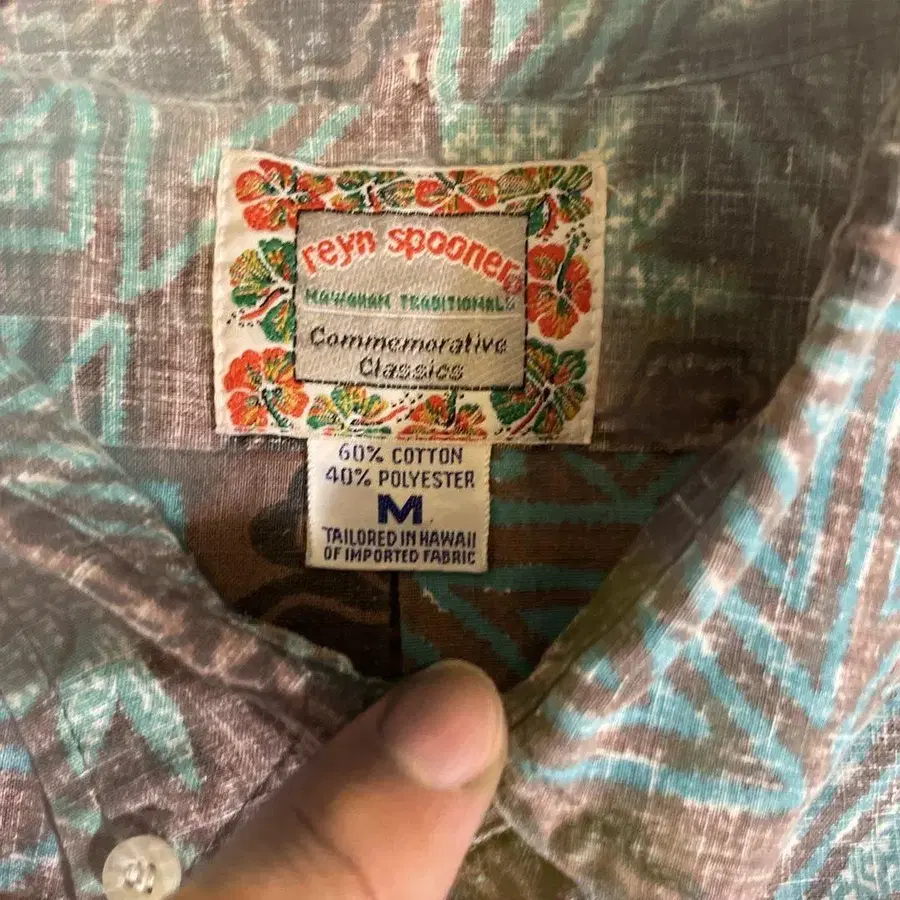 reyn spooner
HAWAIIAN TRADITIONALS
Commemorative
Classics
60% COTTON
40% POLYESTER
M
TAILORED IN HAWAII
OF IMPORTED FABRIC